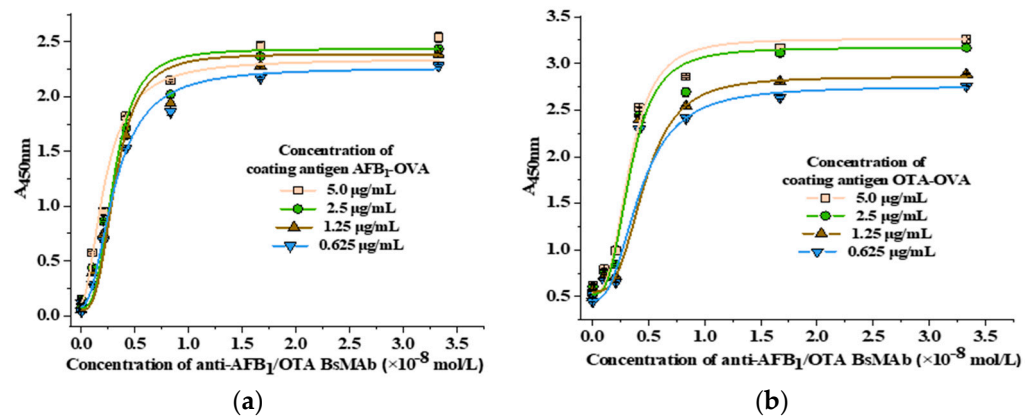 A450nm
2.5
2.0
1.5
1.0
0.5
0.0
Concentration of
coating antigen AFB1-OVA
5.0 µg/mL
2.5 µg/mL
1.25 µg/mL
0.625 µg/mL
0.0 0.5 1.0 1.5 2.0 2.5 3.0 3.5
Concentration of anti-AFB1/OTA BsMAb (×10⁻⁸ mol/L)
(a)
A450nm
3.5
3.0
2.5
2.0
1.5
1.0
3.5
Concentration of
coating antigen OTA-OVA
5.0 µg/mL
2.5 µg/mL
1.25 µg/mL
0.625 µg/mL
0.0 0.5 1.0 1.5 2.0 2.5 3.0 3.5
Concentration of anti-AFB1/OTA BsMAb (×10⁻⁸ mol/L)
(b)